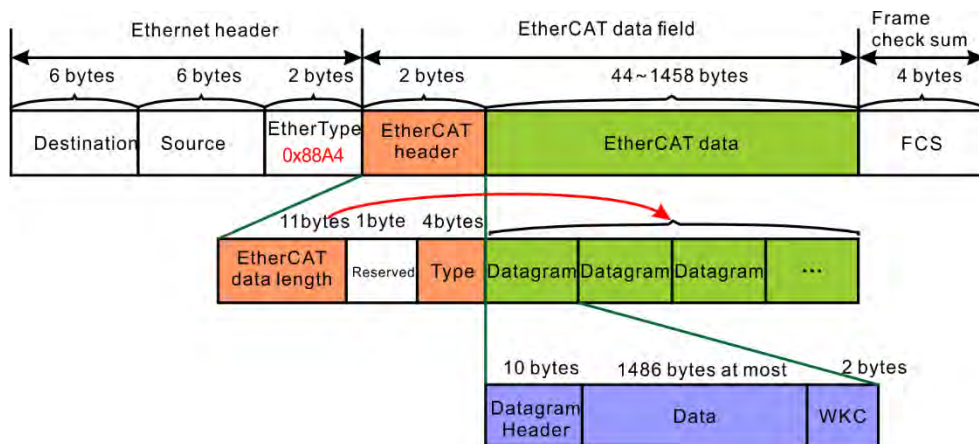 Ethernet header
EtherCAT data field
Frame
check sum
6 bytes
6 bytes
2 bytes
2 bytes
44~1458 bytes
4 bytes
Destination
Source
EtherType
0x88A4
EtherCAT
header
EtherCAT data
FCS
11bytes
1byte
4bytes
EtherCAT
data length
Reserved
Type
Datagram
Datagram
Datagram
...
10 bytes
1486 bytes at most
2 bytes
Datagram
Header
Data
WKC